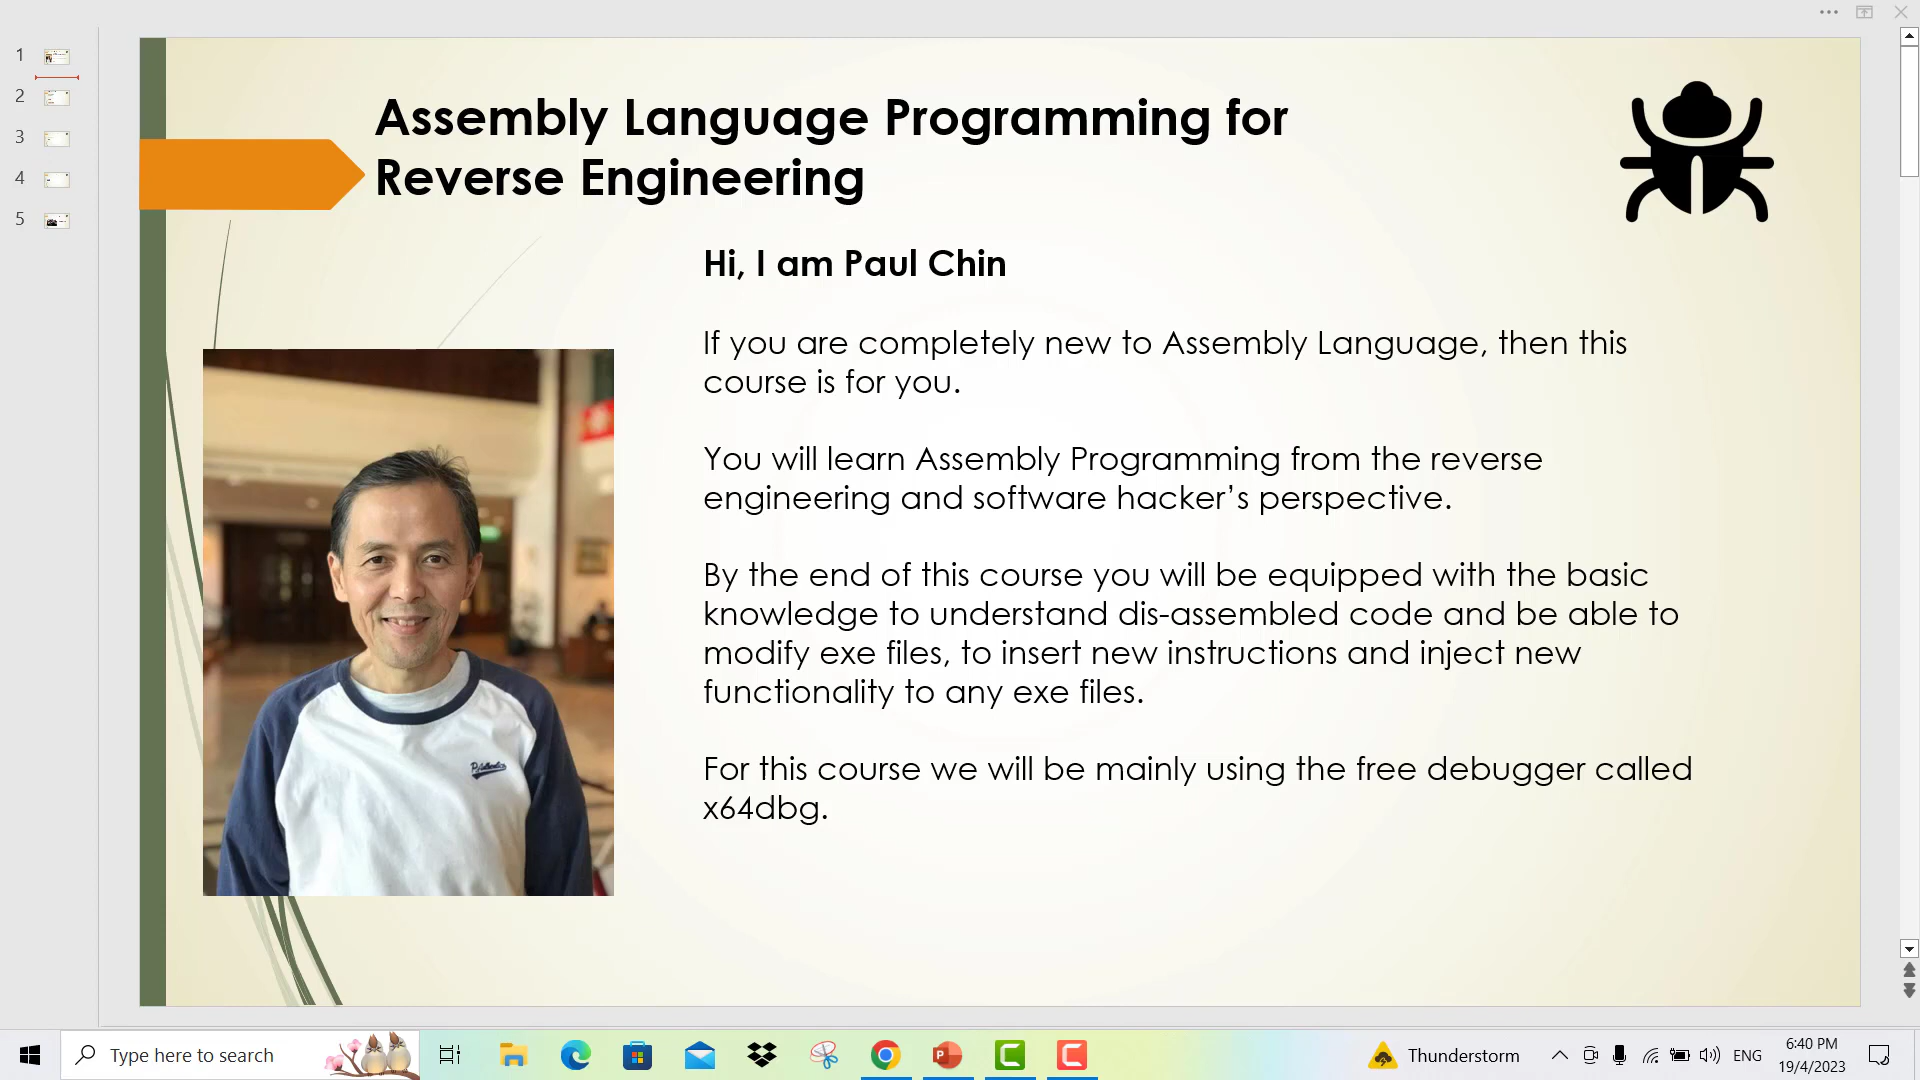 1
2
3
4
5
Assembly Language Programming for
Reverse Engineering
Hi, I am Paul Chin
If you are completely new to Assembly Language, then this
course is for you.
You will learn Assembly Programming from the reverse
engineering and software hacker’s perspective.
By the end of this course you will be equipped with the basic
knowledge to understand dis-assembled code and be able to
modify exe files, to insert new instructions and inject new
functionality to any exe files.
For this course we will be mainly using the free debugger called
x64dbg.
Type here to search
Thunderstorm
ENG
6:40 PM
19/4/2023